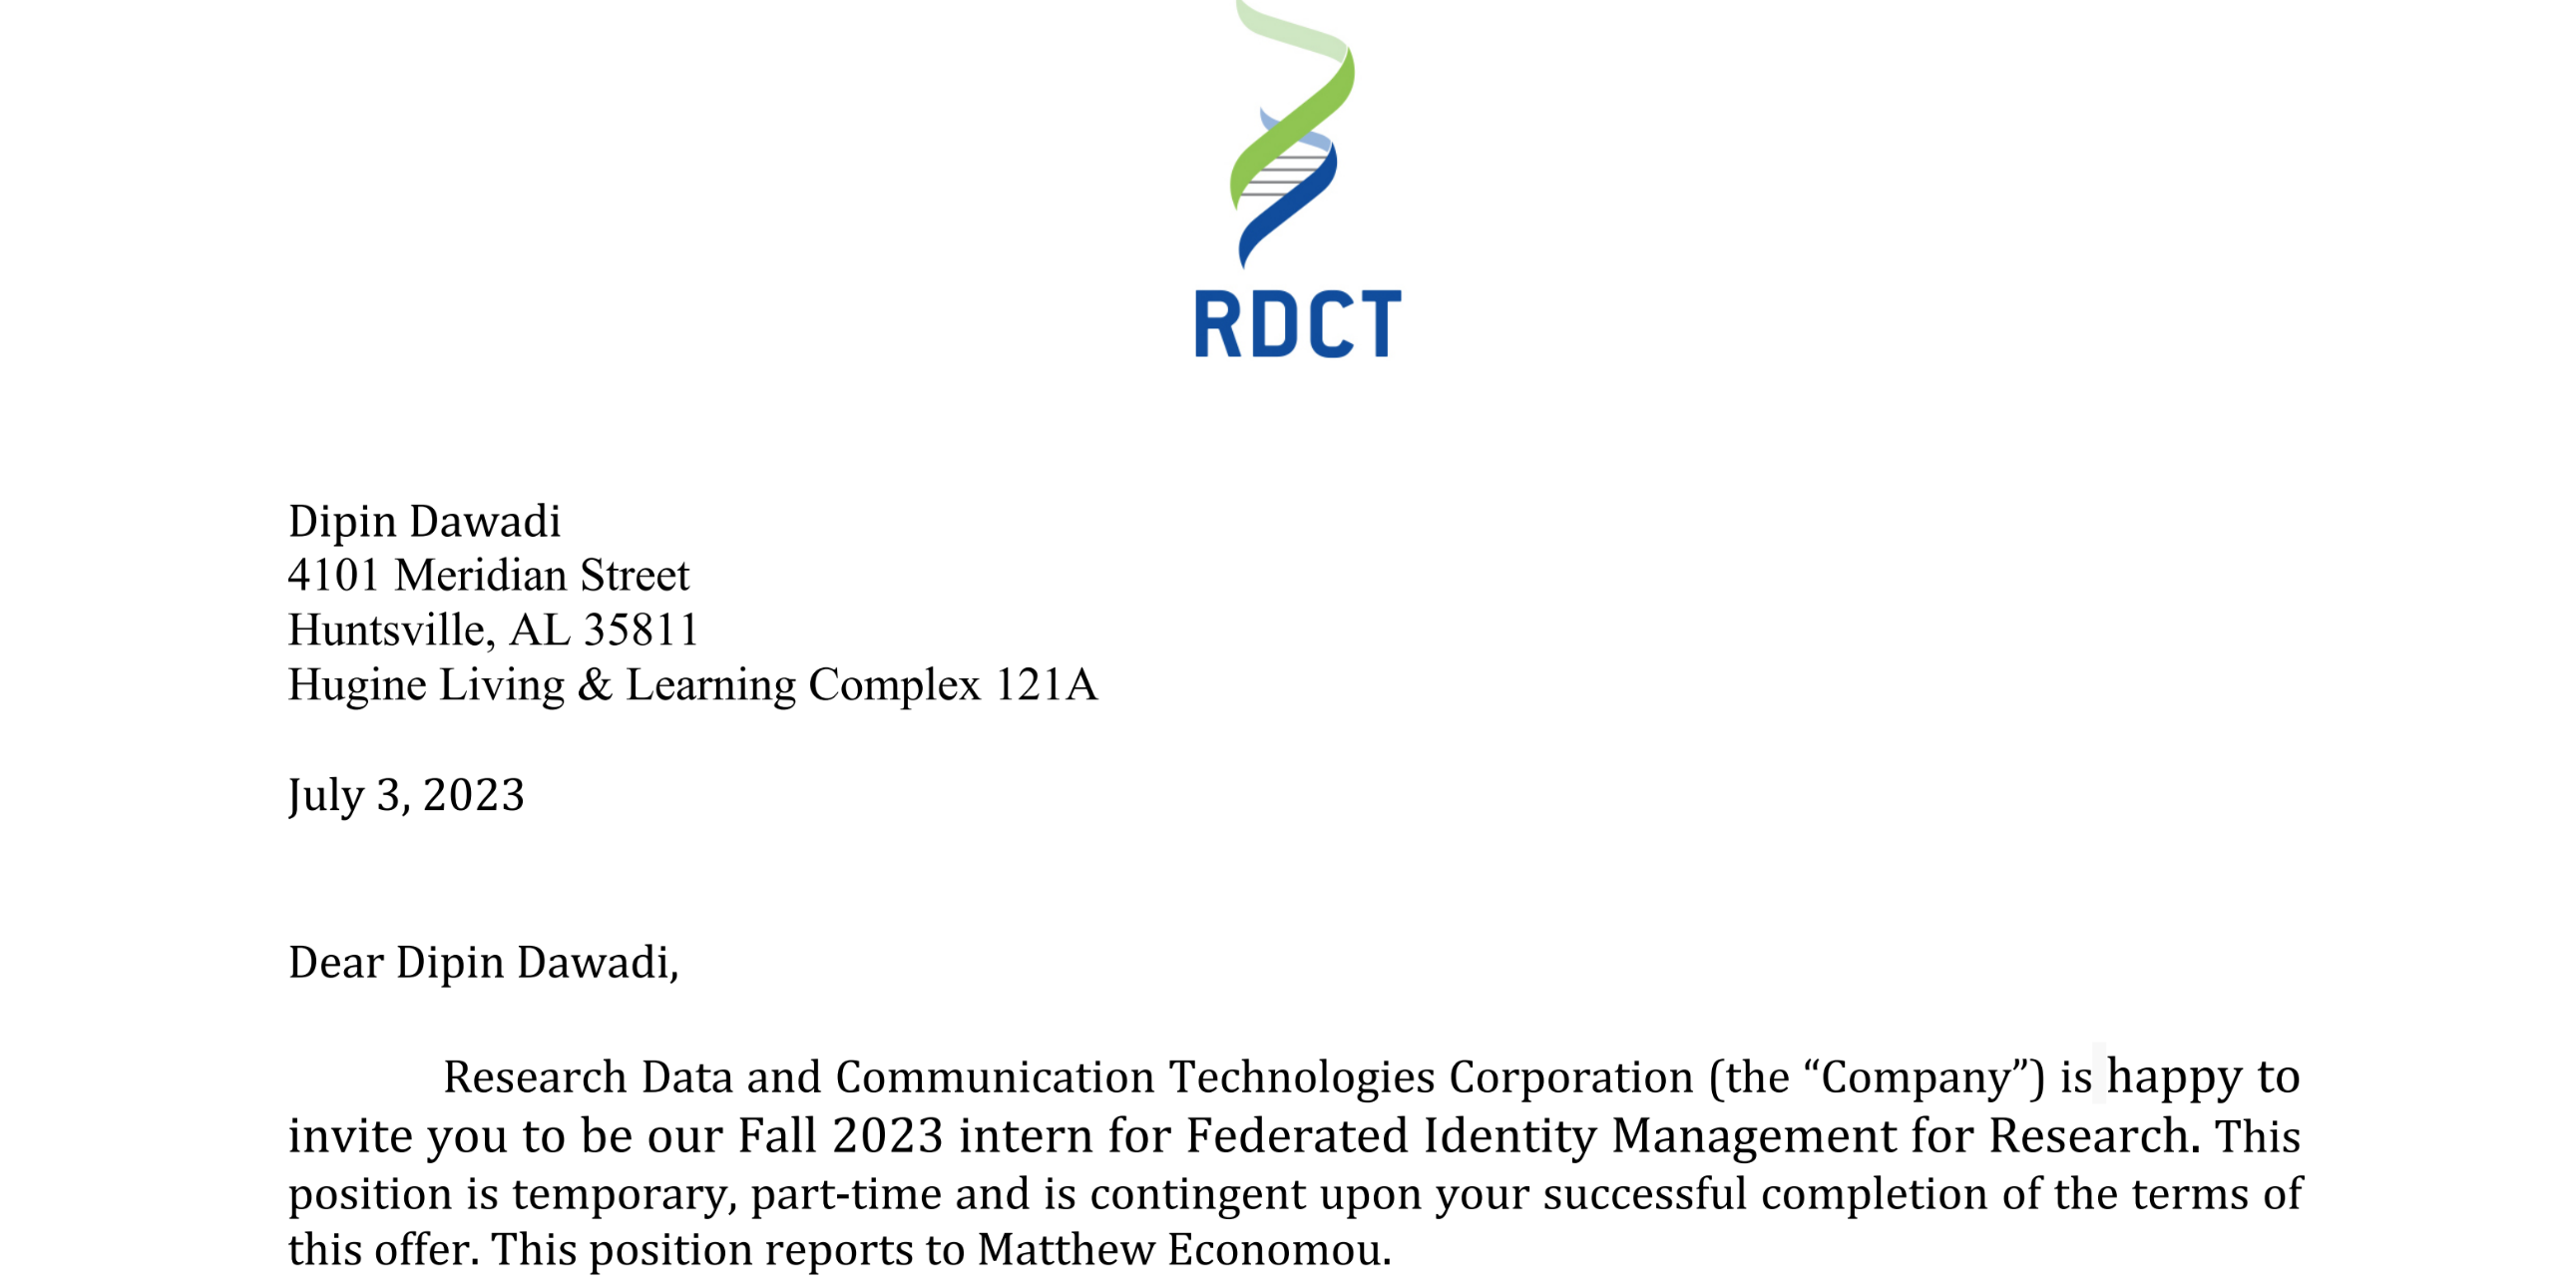 RDCT
Dipin Dawadi
4101 Meridian Street
Huntsville, AL 35811
Hugine Living & Learning Complex 121A
July 3, 2023
Dear Dipin Dawadi,
Research Data and Communication Technologies Corporation (the “Company”) is happy to
invite you to be our Fall 2023 intern for Federated Identity Management for Research. This
position is temporary, part-time and is contingent upon your successful completion of the terms of
this offer. This position reports to Matthew Economou.